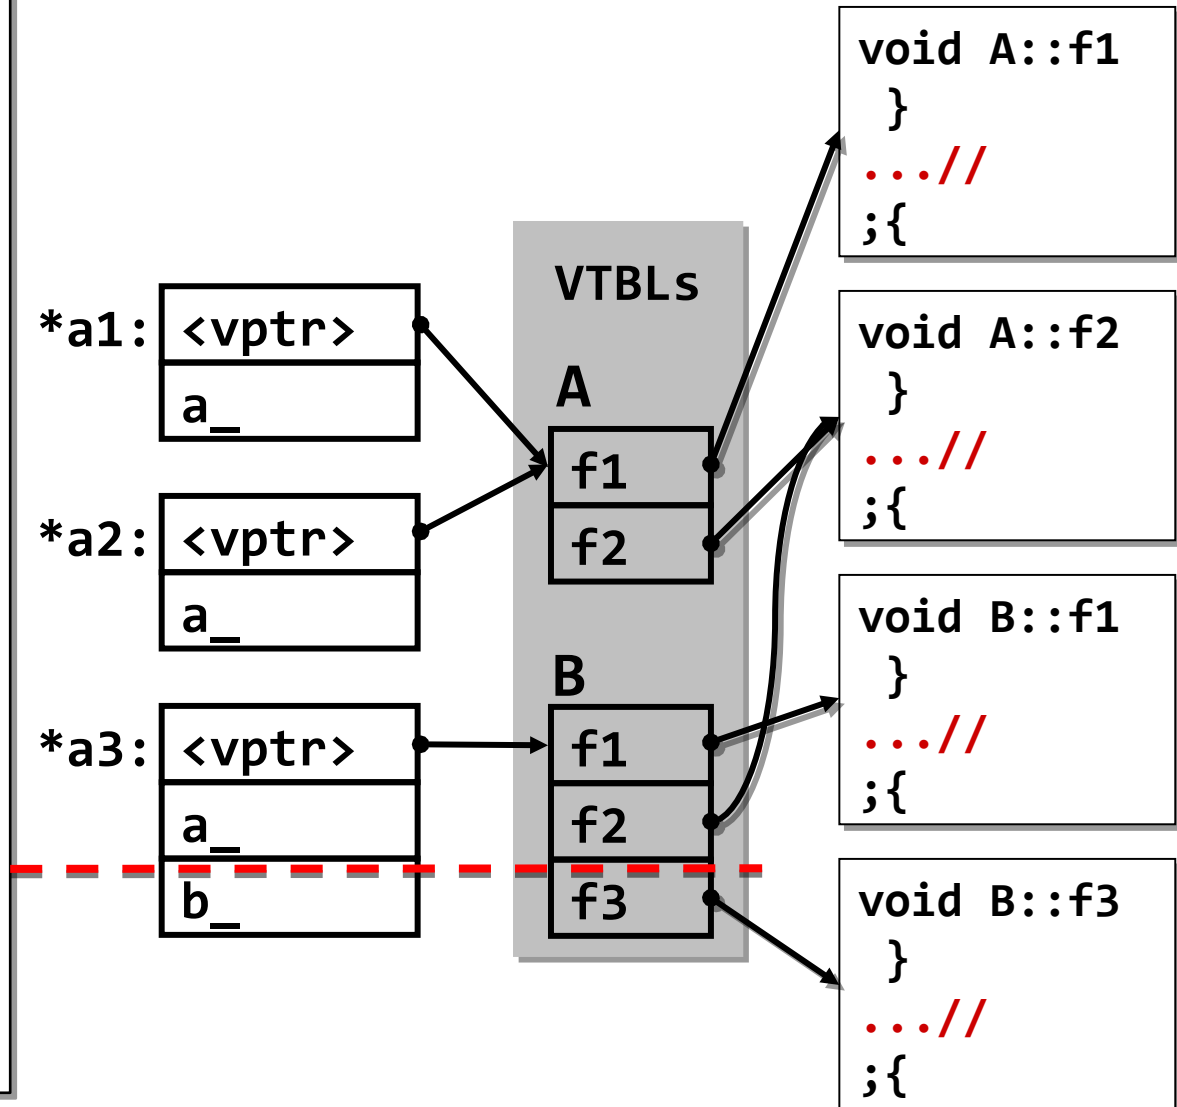 *a1:
<vptr>
a_
*a2:
<vptr>
a_
*a3:
<vptr>
a_
b_
VTBLs
A
f1
f2
B
f1
f2
f3
void A::f1
}
...//
;{
void A::f2
}
...//
;{
void B::f1
}
...//
;{
void B::f3
}
...//
;{